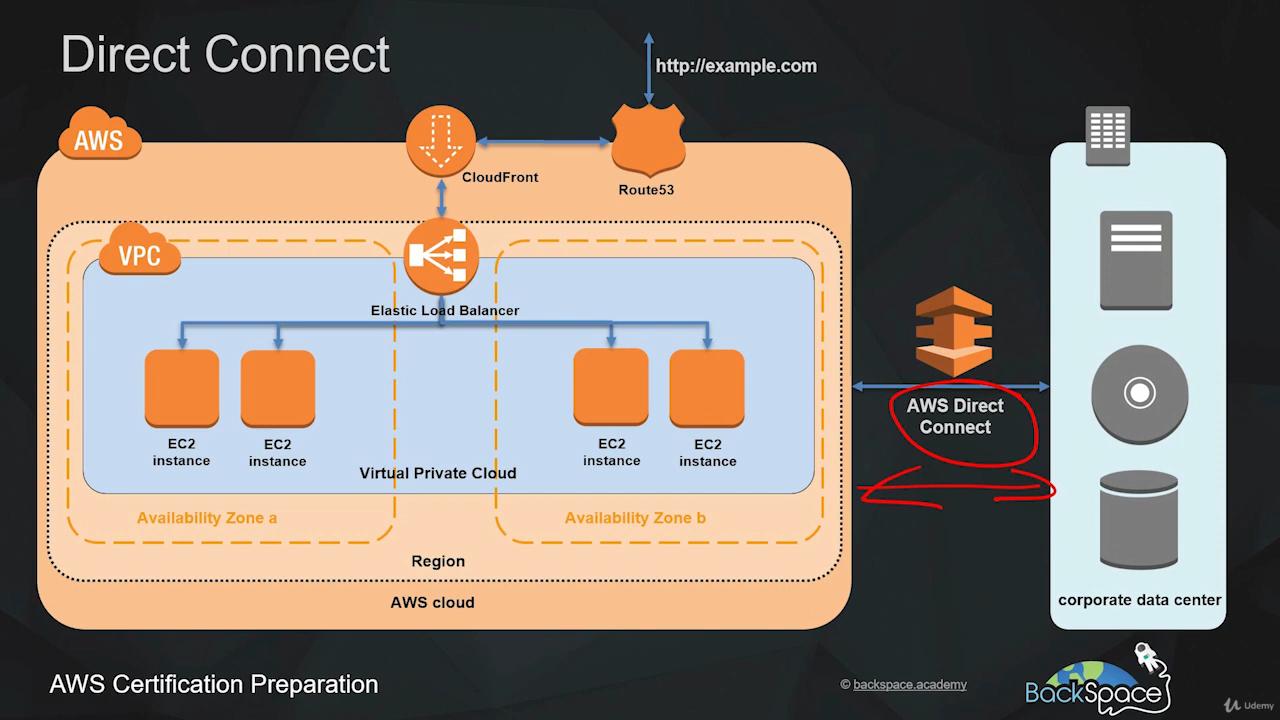 Direct Connect
http://example.com
AWS
CloudFront
Route53
VPC
Elastic Load Balancer
EC2
instance
EC2
instance
EC2
instance
EC2
instance
Virtual Private Cloud
AWS Direct
Connect
Availability Zone a
Availability Zone b
Region
AWS cloud
corporate data center
AWS Certification Preparation
© backspace.academy
BackSpace
Udemy